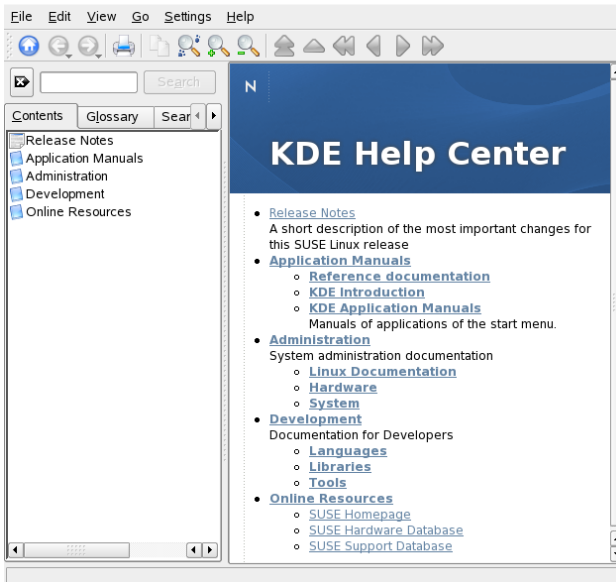 File Edit View Go Settings Help
Search
Contents Glossary Sear
Release Notes
Application Manuals
Administration
Development
Online Resources
N
KDE Help Center
Release Notes
A short description of the most important changes for
this SUSE Linux release
Application Manuals
Reference documentation
KDE Introduction
KDE Application Manuals
Manuals of applications of the start menu.
Administration
System administration documentation
Linux Documentation
Hardware
System
Development
Documentation for Developers
Languages
Libraries
Tools
Online Resources
SUSE Homepage
SUSE Hardware Database
SUSE Support Database